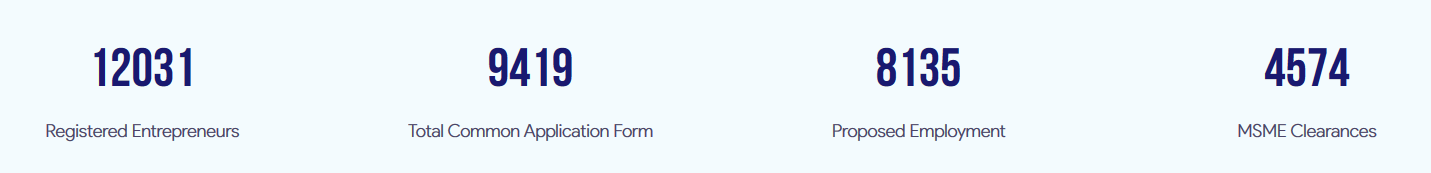 12031 9419 8135 4574
Registered Entrepreneurs Total Common Application Form Proposed Employment MSME Clearances